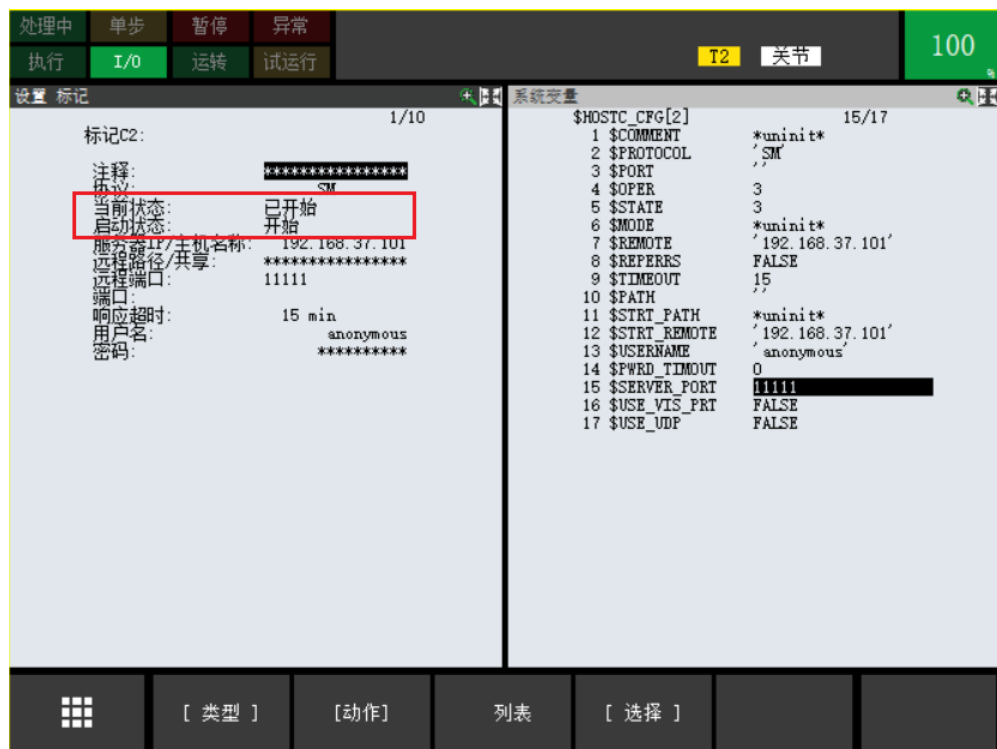 处理中 单步 暂停 异常
执行 I/O 运转 试运行
T2 关节
100 %
设置 标记
1/10
标记C2:
注释: ****************
协议: SM
当前状态: 已开始
启动状态: 开始
服务器IP/主机名称: 192.168.37.101
远程路径/共享: ****************
远程端口: 11111
端口:
响应超时: 15 min
用户名: anonymous
密码: **********
系统变量
$HOSTC_CFG[2] 15/17
1 $COMMENT *uninit*
2 $PROTOCOL 'SM'
3 $PORT ''
4 $OPER 3
5 $STATE 3
6 $MODE *uninit*
7 $REMOTE '192.168.37.101'
8 $REPERRS FALSE
9 $TIMEOUT 15
10 $PATH ''
11 $STRT_PATH *uninit*
12 $STRT_REMOTE '192.168.37.101'
13 $USERNAME 'anonymous'
14 $PWRD_TIMOUT 0
15 $SERVER_PORT 11111
16 $USE_VIS_PRT FALSE
17 $USE_UDP FALSE
[ 类型 ] [动作] 列表 [ 选择 ]